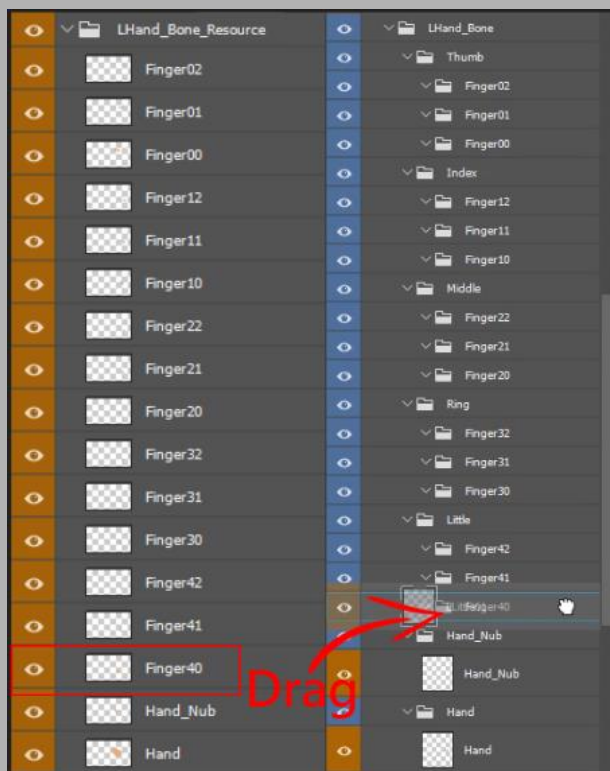 LHand_Bone_Resource
Finger02
Finger01
Finger00
Finger12
Finger11
Finger10
Finger22
Finger21
Finger20
Finger32
Finger31
Finger30
Finger42
Finger41
Finger40
Hand_Nub
Hand
LHand_Bone
Thumb
Finger02
Finger01
Finger00
Index
Finger12
Finger11
Finger10
Middle
Finger22
Finger21
Finger20
Ring
Finger32
Finger31
Finger30
Little
Finger42
Finger41
Finger40
Hand_Nub
Hand_Nub
Hand
Hand
Drag